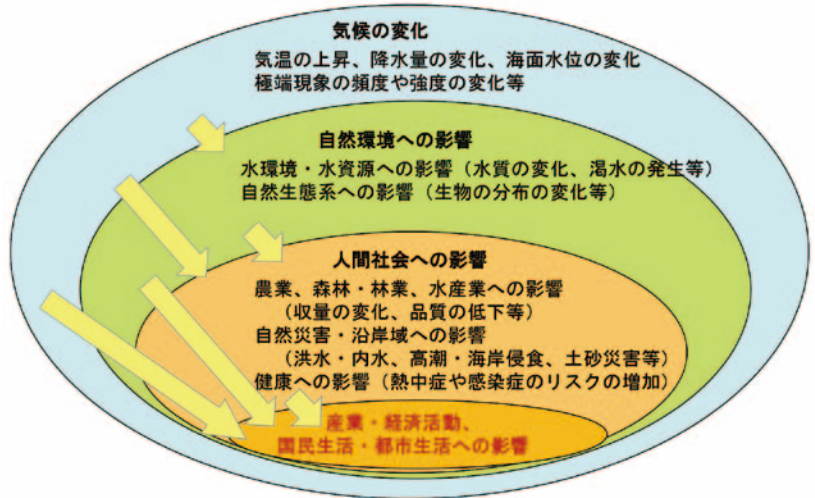 気候の変化
気温の上昇、降水量の変化、海面水位の変化
極端現象の頻度や強度の変化等
自然環境への影響
水環境・水資源への影響（水質の変化、渇水の発生等）
自然生態系への影響（生物の分布の変化等）
人間社会への影響
農業、森林・林業、水産業への影響
（収量の変化、品質の低下等）
自然災害・沿岸域への影響
（洪水・内水、高潮・海岸侵食、土砂災害等）
健康への影響（熱中症や感染症のリスクの増加）
産業・経済活動、
国民生活・都市生活への影響